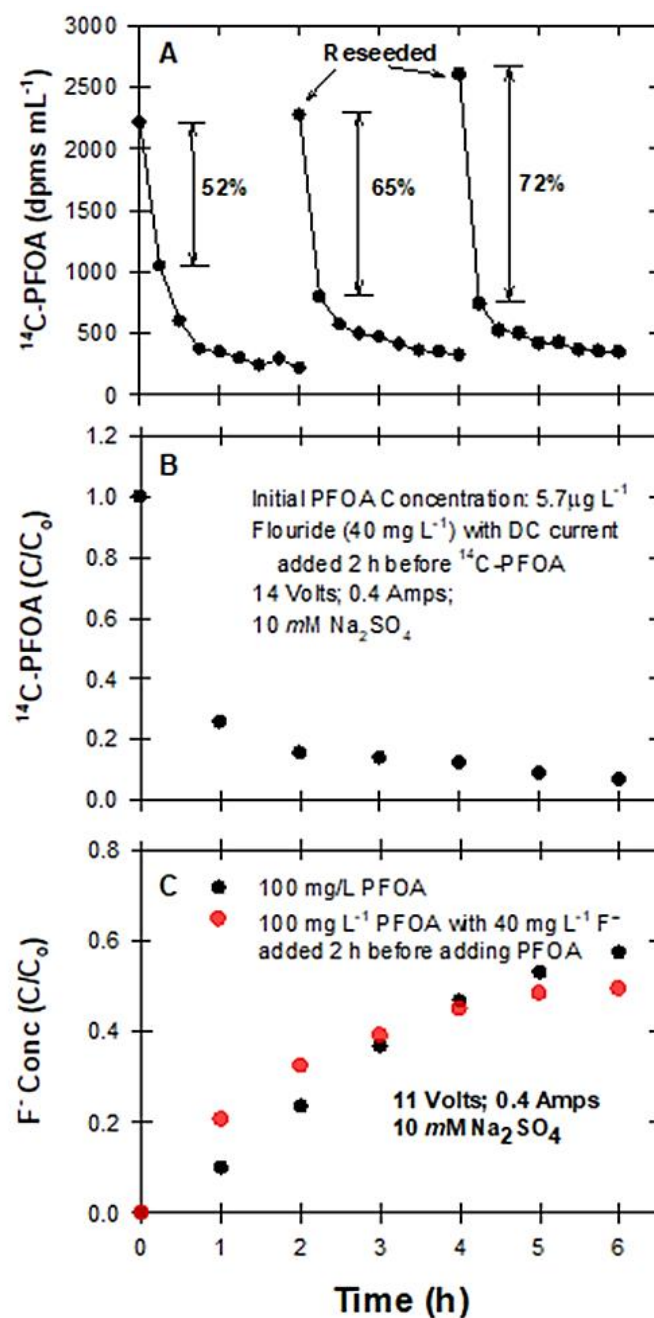 A
Reseeded
3000
2500
2000
1500
1000
500
0
¹⁴C-PFOA (dpms mL⁻¹)
52%
65%
72%
B
1.2
1.0
0.8
0.6
0.4
0.2
0.0
¹⁴C-PFOA (C/Cₒ)
Initial PFOA Concentration: 5.7µg L⁻¹
Flouride (40 mg L⁻¹) with DC current
added 2 h before ¹⁴C-PFOA
14 Volts; 0.4 Amps;
10 mM Na₂SO₄
C
0.8
0.6
0.4
0.2
0.0
F⁻ Conc (C/Cₒ)
100 mg/L PFOA
100 mg L⁻¹ PFOA with 40 mg L⁻¹ F⁻
added 2 h before adding PFOA
11 Volts; 0.4 Amps
10 mM Na₂SO₄
0 1 2 3 4 5 6
Time (h)